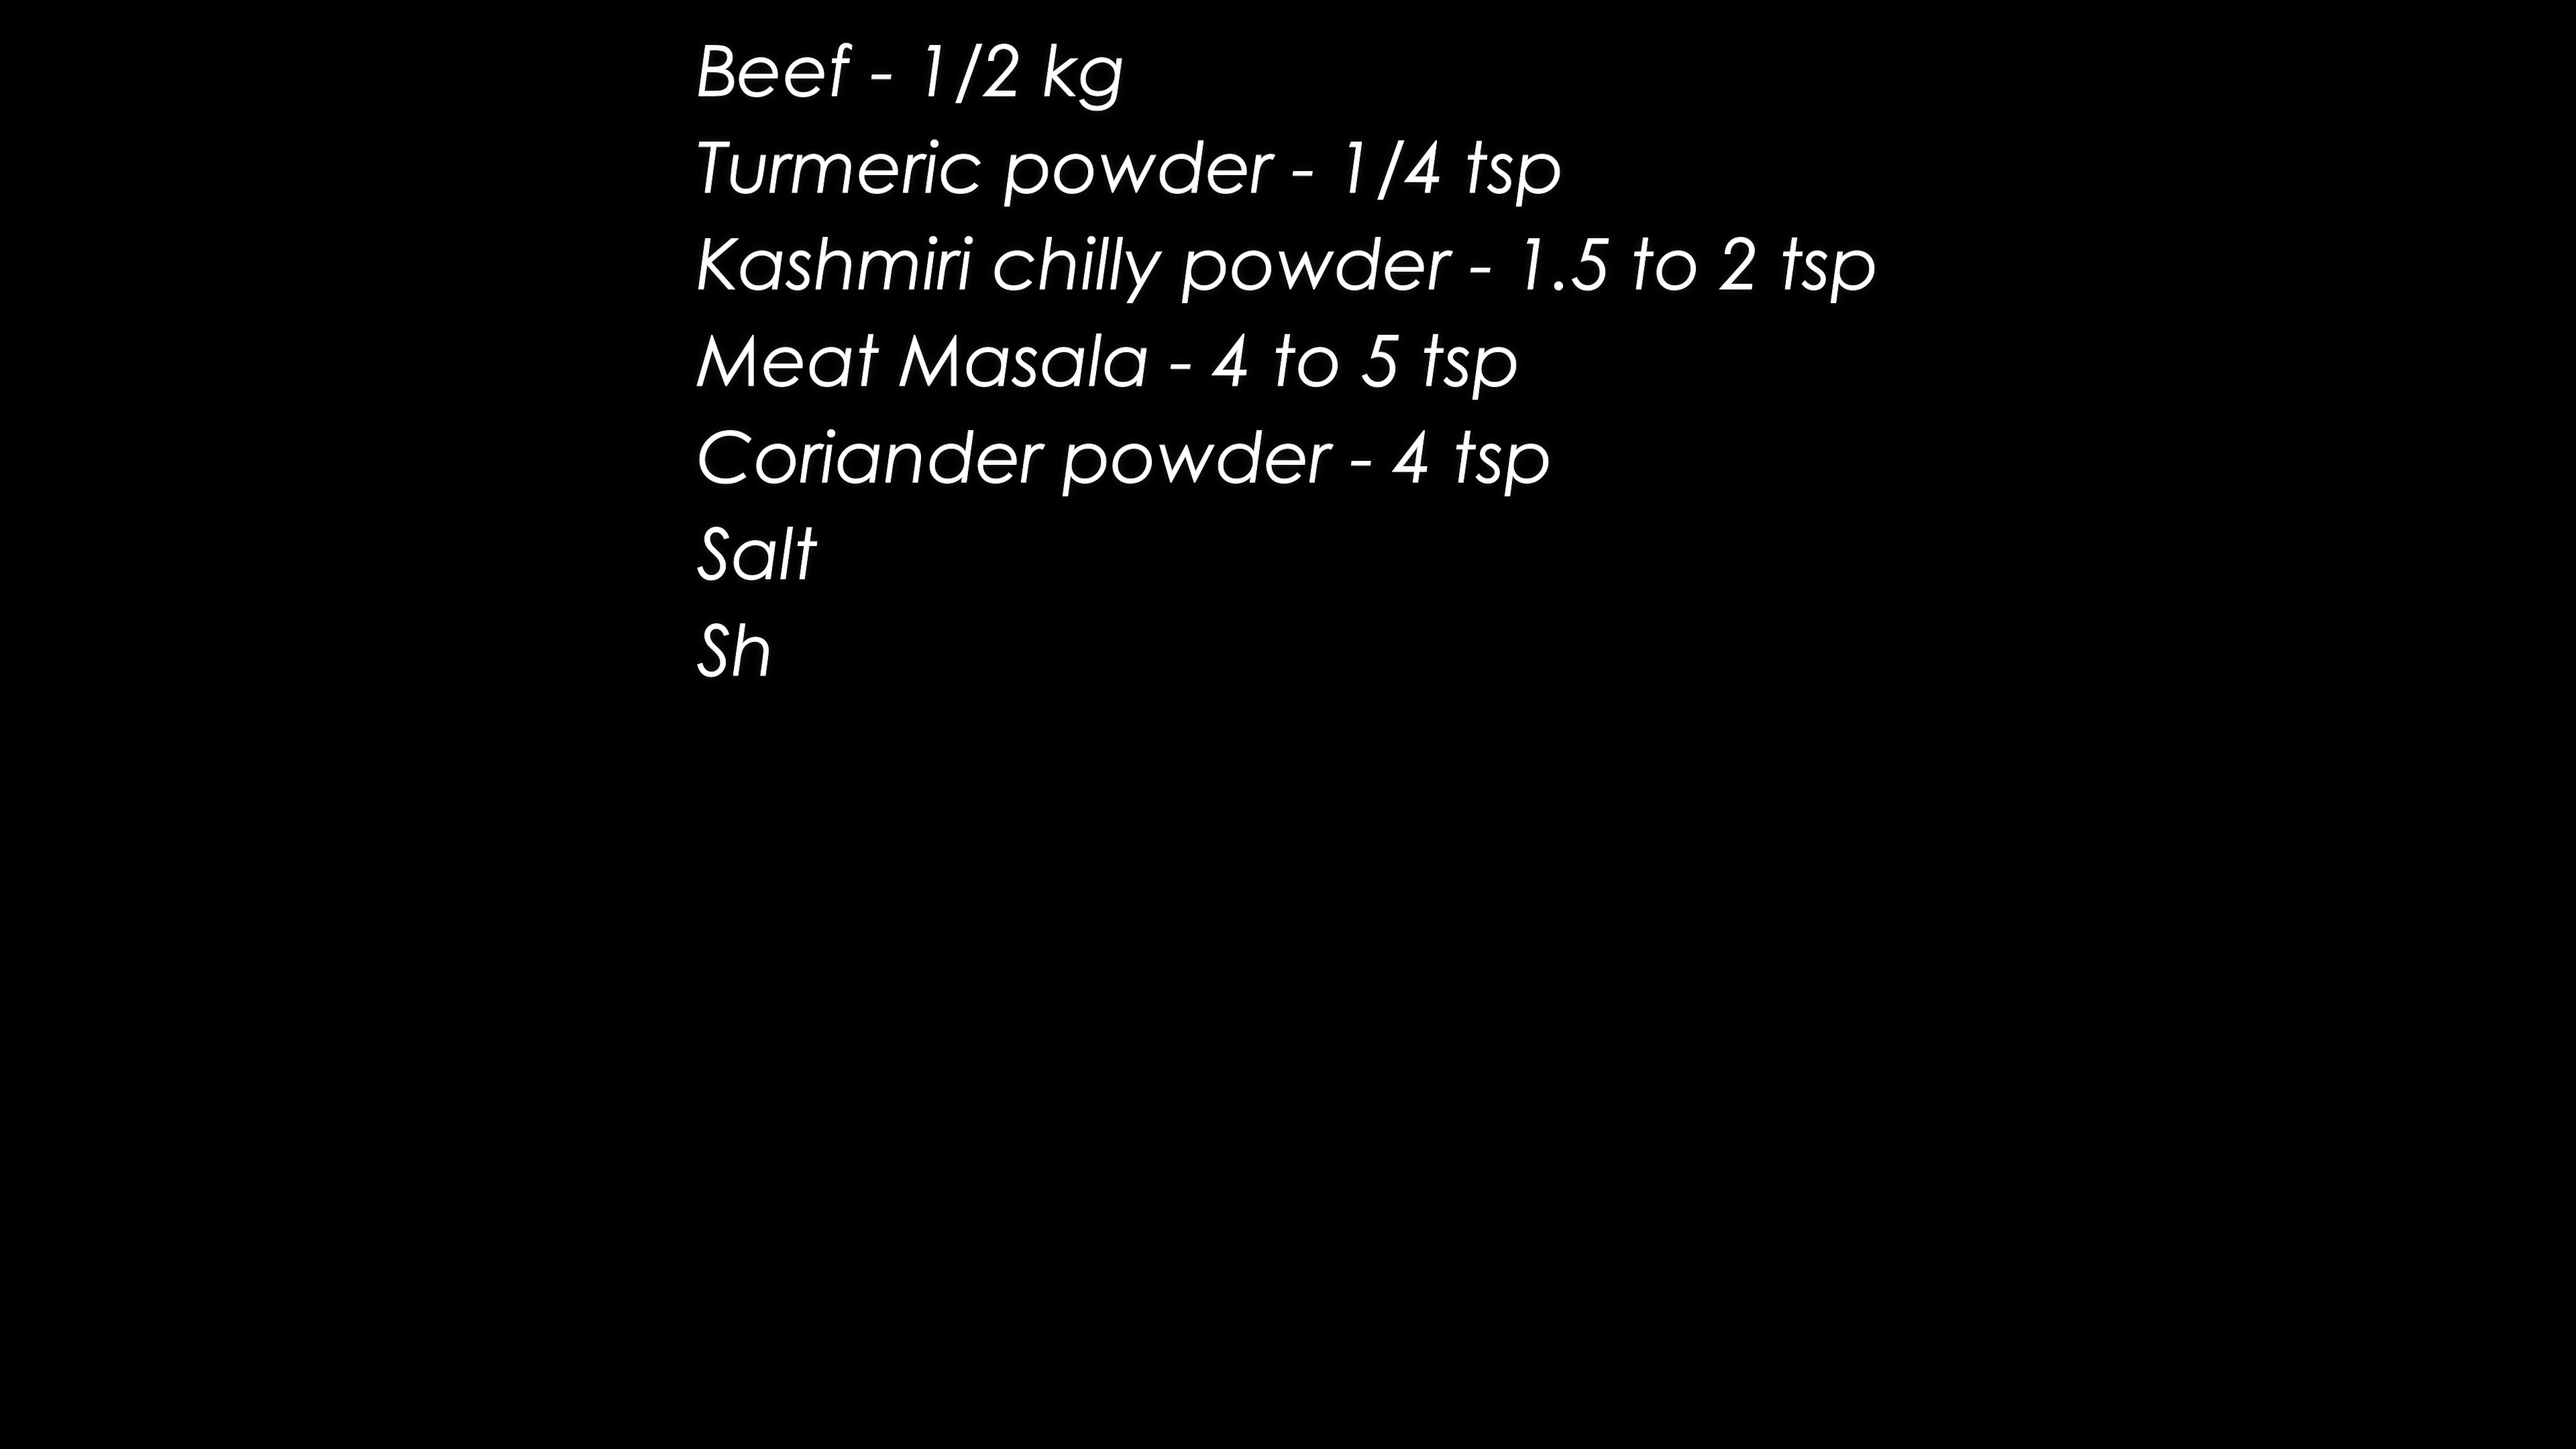 Beef - 1/2 kg
Turmeric powder - 1/4 tsp
Kashmiri chilly powder - 1.5 to 2 tsp
Meat Masala - 4 to 5 tsp
Coriander powder - 4 tsp
Salt
Sh